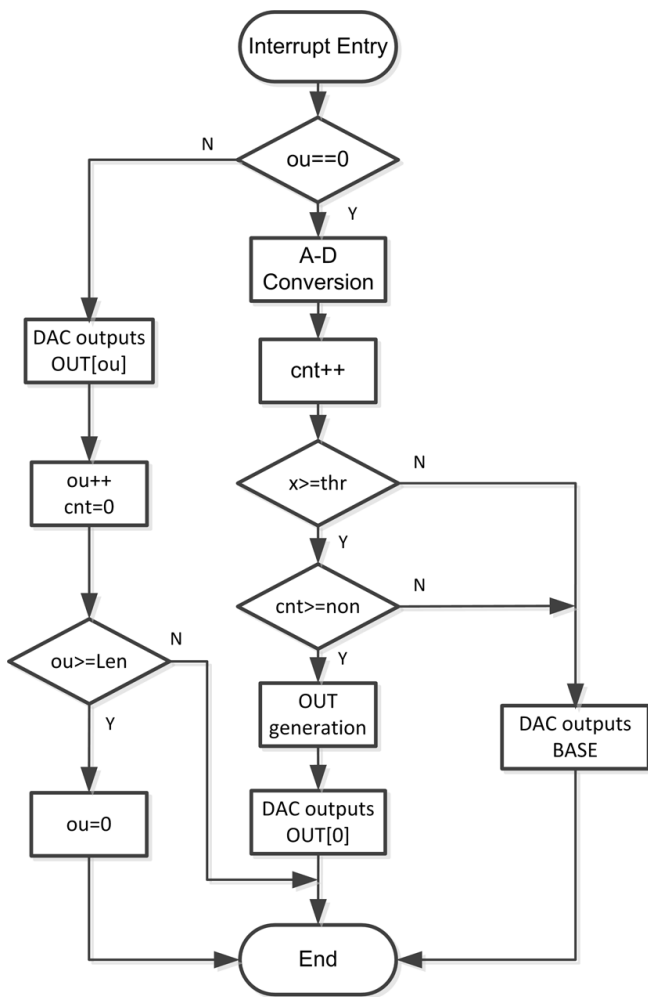 Interrupt Entry
N
ou==0
Y
A-D
Conversion
DAC outputs
OUT[ou]
cnt++
ou++
cnt=0
x>=thr
N
Y
cnt>=non
N
Y
ou>=Len
N
Y
OUT
generation
DAC outputs
BASE
ou=0
DAC outputs
OUT[0]
End